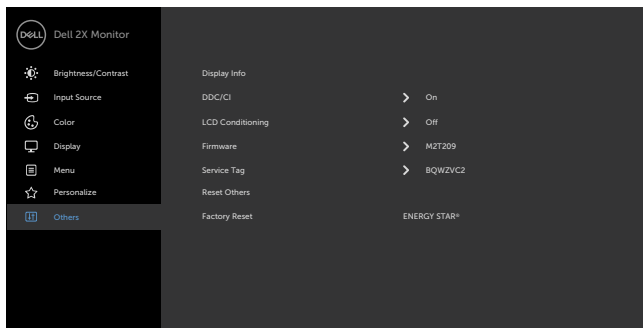 DELL Dell 2X Monitor
Brightness/Contrast Display Info
Input Source DDC/CI On
Color LCD Conditioning Off
Display Firmware M2T209
Menu Service Tag BQWZVC2
Personalize Reset Others
Others Factory Reset ENERGY STAR®